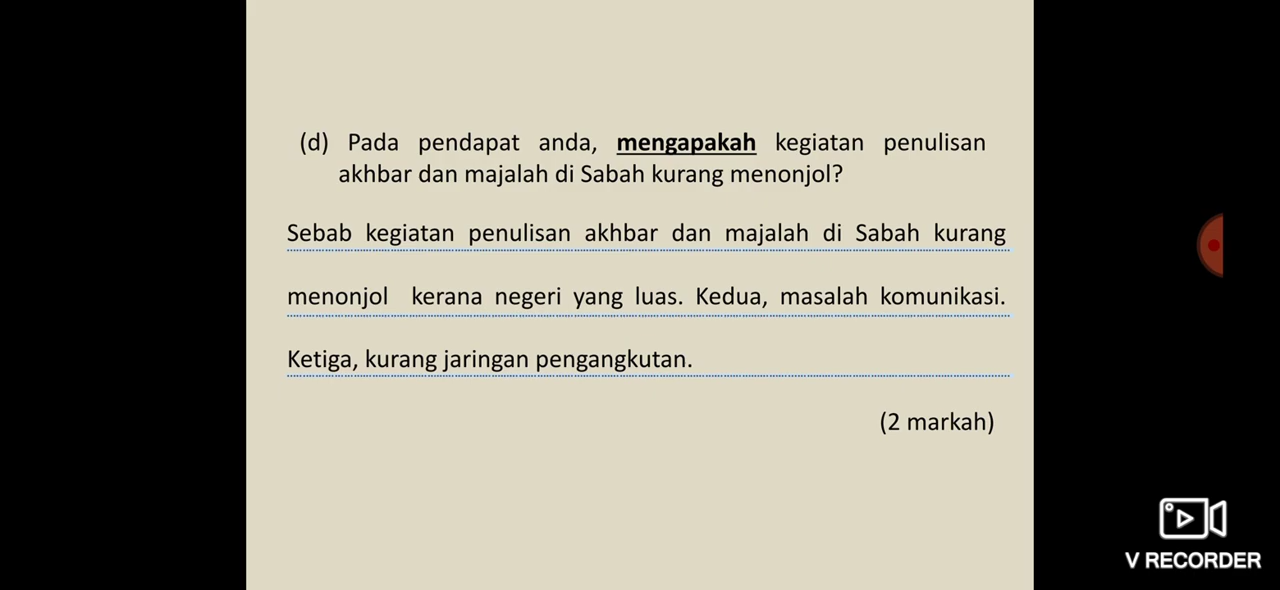 (d) Pada pendapat anda, mengapakah kegiatan penulisan
akhbar dan majalah di Sabah kurang menonjol?
Sebab kegiatan penulisan akhbar dan majalah di Sabah kurang
menonjol kerana negeri yang luas. Kedua, masalah komunikasi.
Ketiga, kurang jaringan pengangkutan.
(2 markah)
V RECORDER